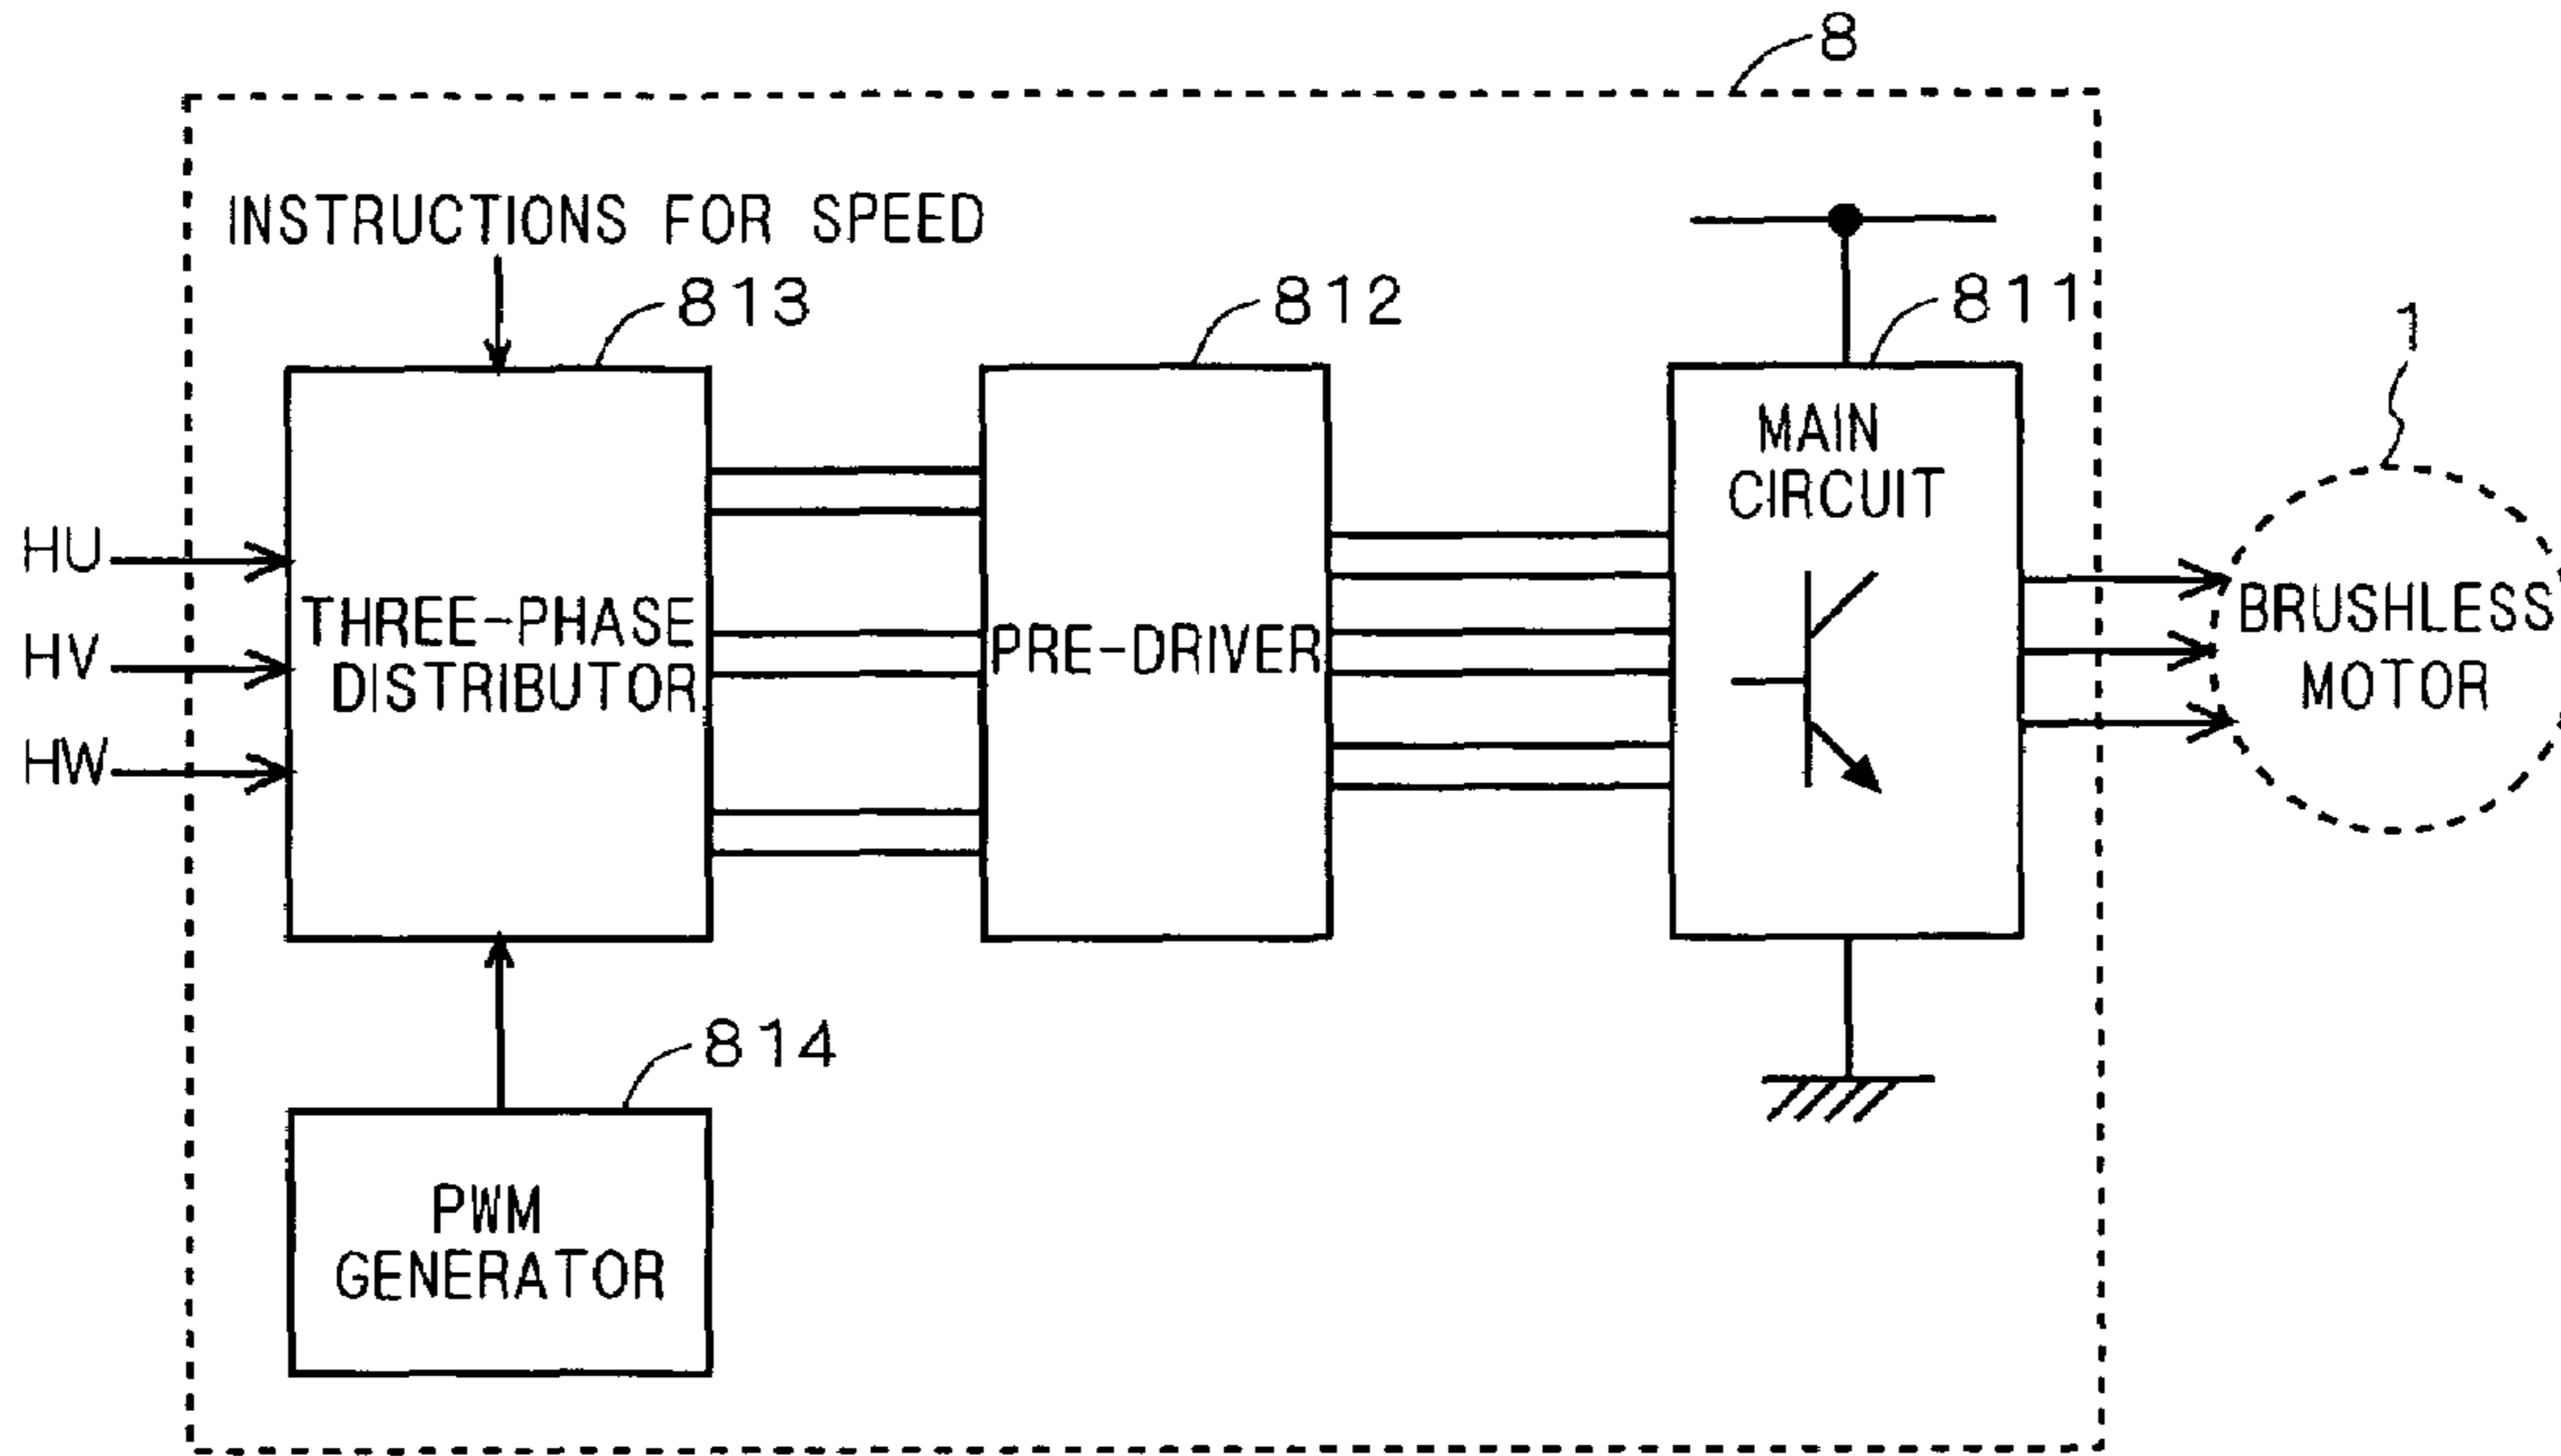 8
INSTRUCTIONS FOR SPEED
813
812
811
1
MAIN
CIRCUIT
HU
HV
HW
THREE-PHASE
DISTRIBUTOR
PRE-DRIVER
BRUSHLESS
MOTOR
814
PWM
GENERATOR